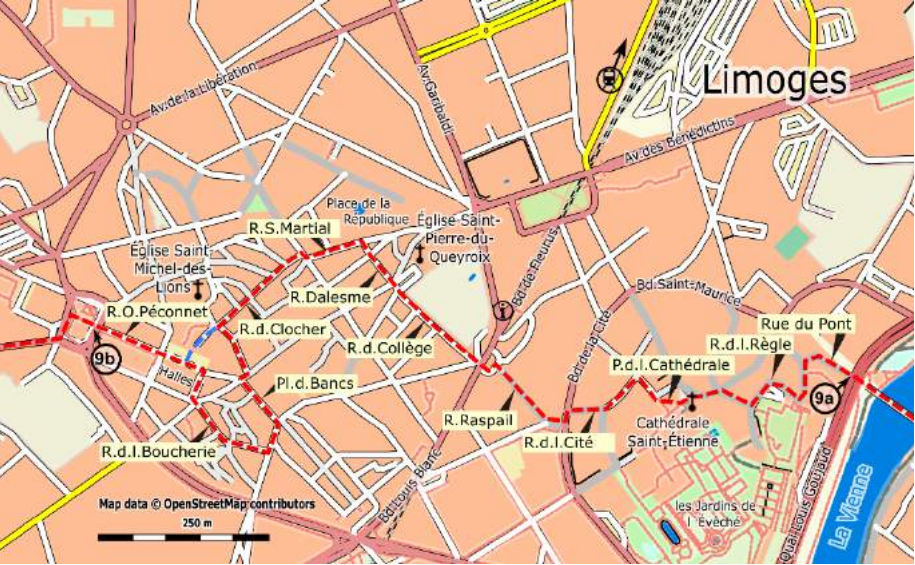 Limoges
Av.de la Libération
Av.Garibaldi
Av.des Bénédictins
Place de la
République
R.S.Martial
Église Saint-
Pierre-du-
Queyroix
Église Saint-
Michel-des-
Lions
Bd.de Fleurus
R.Dalesme
Bd.Saint-Maurice
R.O.Péconnet
R.d.Clocher
Rue du Pont
R.d.l.Règle
R.d.Collège
9b
Bd.de la Cité
P.d.l.Cathédrale
Halles
Pl.d.Bancs
9a
R.Raspail
Cathédrale
Saint-Étienne
R.d.l.Cité
R.d.l.Boucherie
Bd.Louis Blanc
Map data © OpenStreetMap contributors
250 m
les Jardins de
l'Évêché
Quai Louis Goujaud
La Vienne